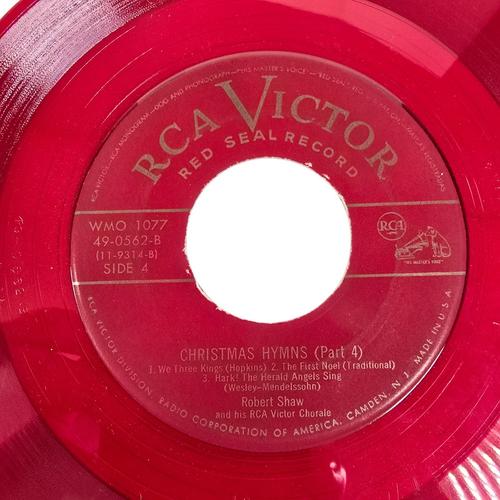 RCA VICTOR
RED SEAL RECORD
WMO 1077
49-0562-B
(11-9314-B)
SIDE 4
RCA
"HIS MASTER'S VOICE"
CHRISTMAS HYMNS (Part 4)
1. We Three Kings (Hopkins) 2. The First Noel (Traditional)
3. Hark! The Herald Angels Sing
(Wesley-Mendelssohn)
Robert Shaw
and his RCA Victor Chorale
RCA VICTOR DIVISION, RADIO CORPORATION OF AMERICA, CAMDEN, N. J. MADE IN U.S.A.